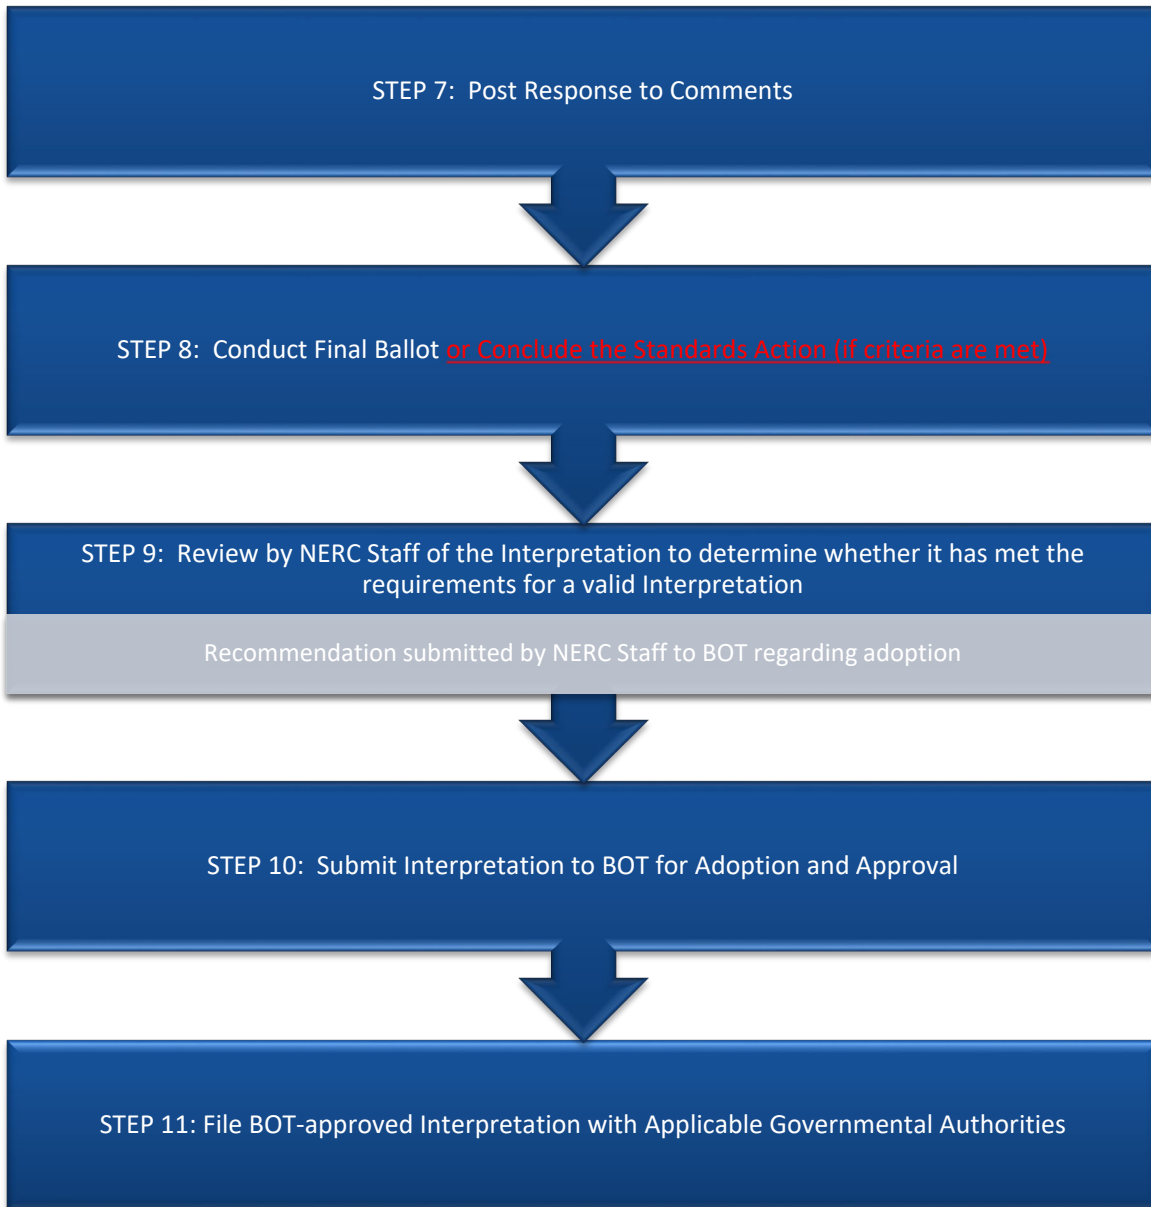 STEP 7: Post Response to Comments
STEP 8: Conduct Final Ballot or Conclude the Standards Action (if criteria are met)
STEP 9: Review by NERC Staff of the Interpretation to determine whether it has met the
requirements for a valid Interpretation
Recommendation submitted by NERC Staff to BOT regarding adoption
STEP 10: Submit Interpretation to BOT for Adoption and Approval
STEP 11: File BOT-approved Interpretation with Applicable Governmental Authorities